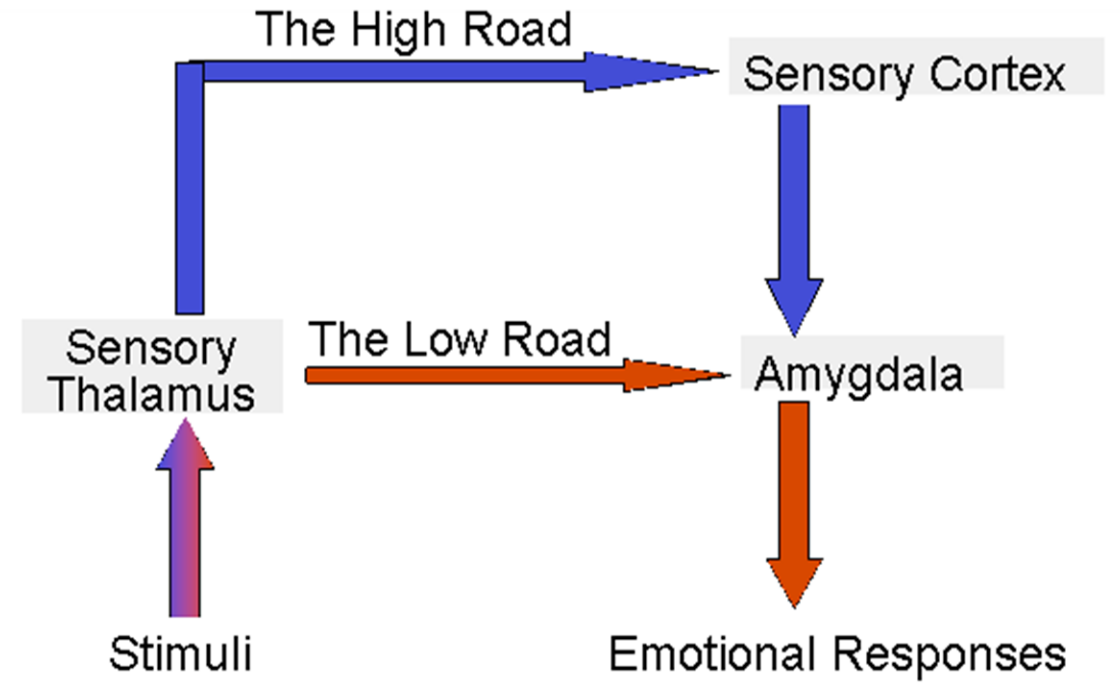 The High Road
Sensory Cortex
Sensory
Thalamus
The Low Road
Amygdala
Stimuli
Emotional Responses